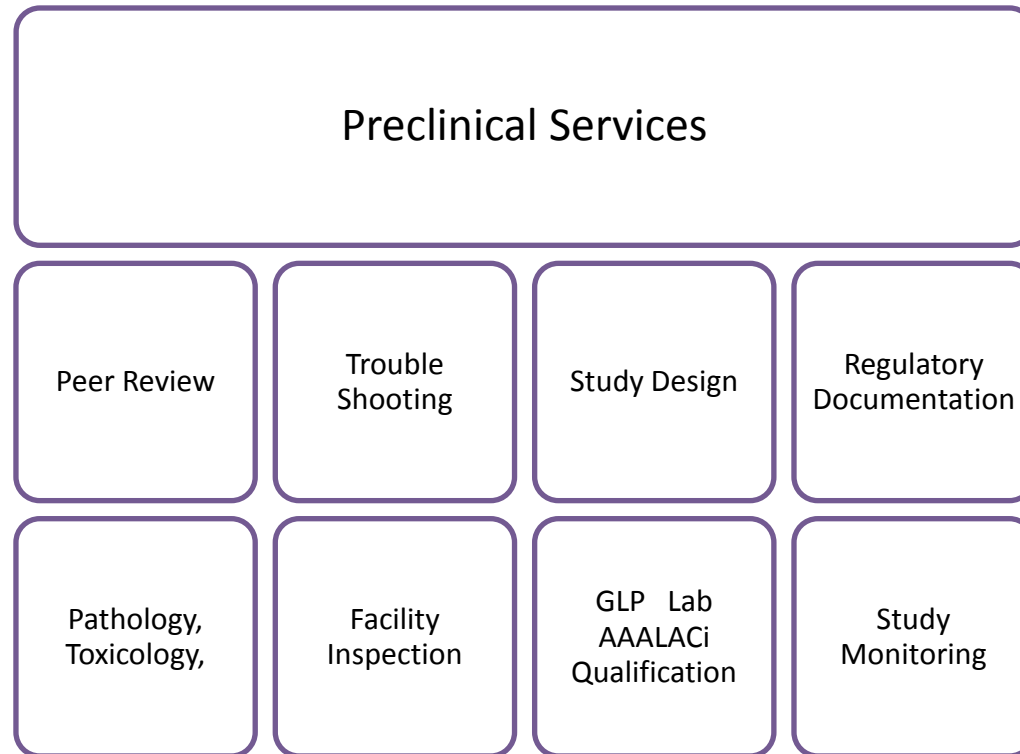 Preclinical Services
Peer Review
Trouble
Shooting
Study Design
Regulatory
Documentation
Pathology,
Toxicology,
Facility
Inspection
GLP   Lab
AAALACi
Qualification
Study
Monitoring